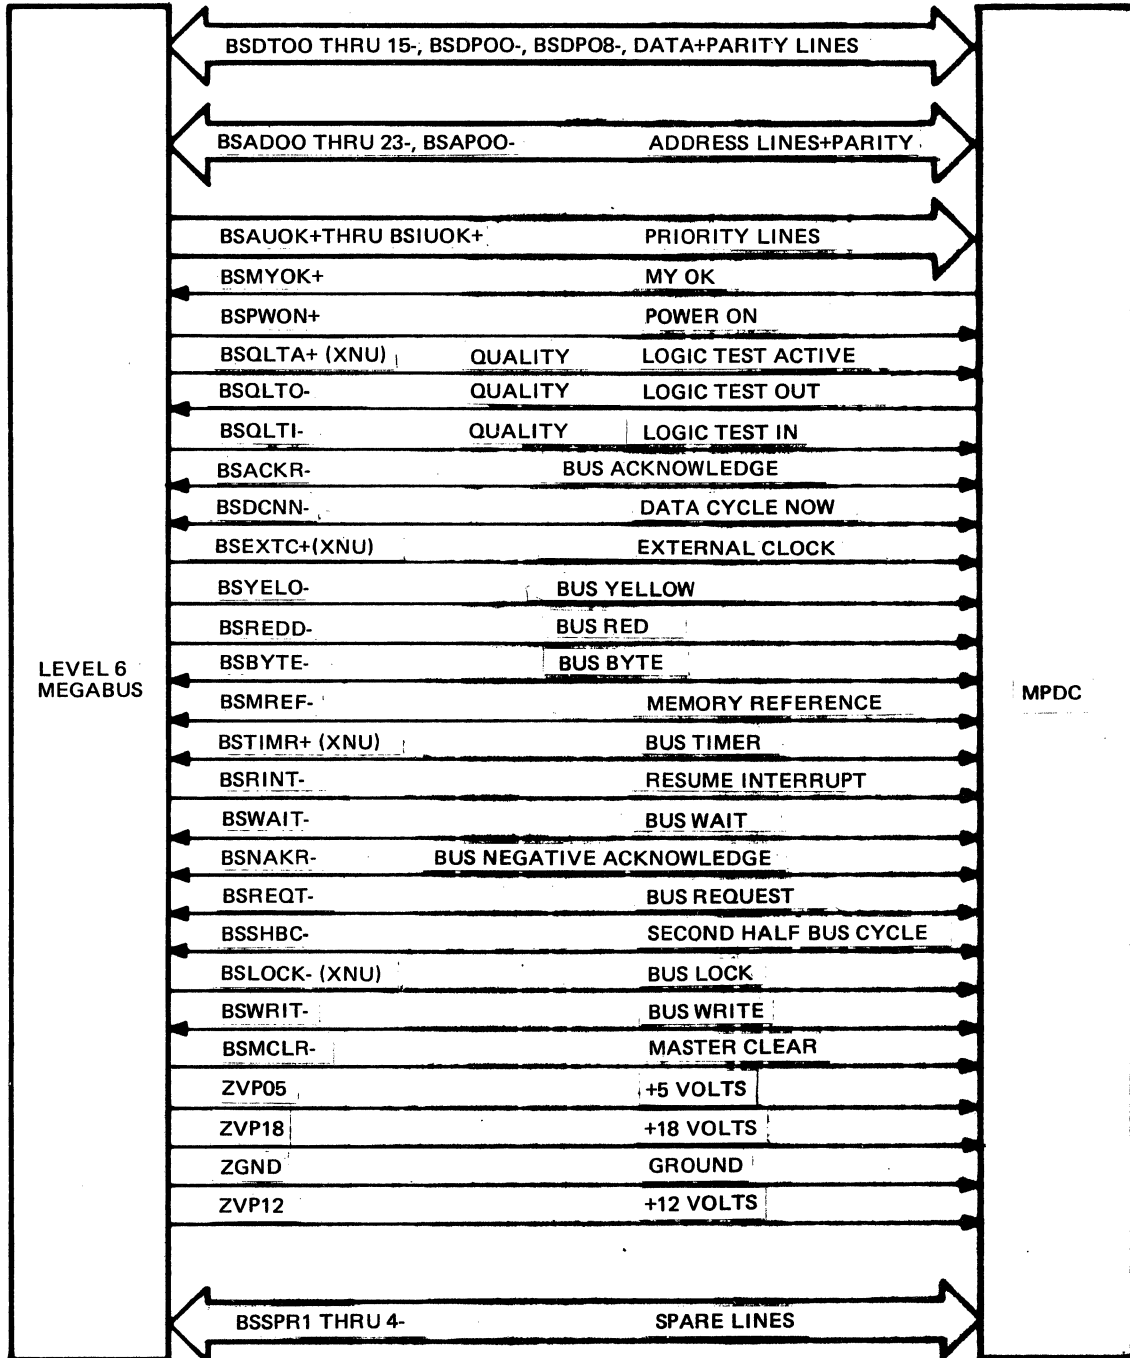 BSDT00 THRU 15-, BSDP00-, BSDP08-, DATA+PARITY LINES
BSAD00 THRU 23-, BSAP00- ADDRESS LINES+PARITY
BSAUOK+THRU BSIUOK+ PRIORITY LINES
BSMYOK+ MY OK
BSPWON+ POWER ON
BSQLTA+ (XNU) QUALITY LOGIC TEST ACTIVE
BSQLTO- QUALITY LOGIC TEST OUT
BSQLTI- QUALITY LOGIC TEST IN
BSACKR- BUS ACKNOWLEDGE
BSDCNN- DATA CYCLE NOW
BSEXTC+(XNU) EXTERNAL CLOCK
BSYELO- BUS YELLOW
BSREDD- BUS RED
BSBYTE- BUS BYTE
LEVEL 6
MEGABUS
MPDC
BSMREF- MEMORY REFERENCE
BSTIMR+ (XNU) BUS TIMER
BSRINT- RESUME INTERRUPT
BSWAIT- BUS WAIT
BSNAKR- BUS NEGATIVE ACKNOWLEDGE
BSREQT- BUS REQUEST
BSSHBC- SECOND HALF BUS CYCLE
BSLOCK- (XNU) BUS LOCK
BSWRIT- BUS WRITE
BSMCLR- MASTER CLEAR
ZVP05 +5 VOLTS
ZVP18 +18 VOLTS
ZGND GROUND
ZVP12 +12 VOLTS
BSSPR1 THRU 4- SPARE LINES